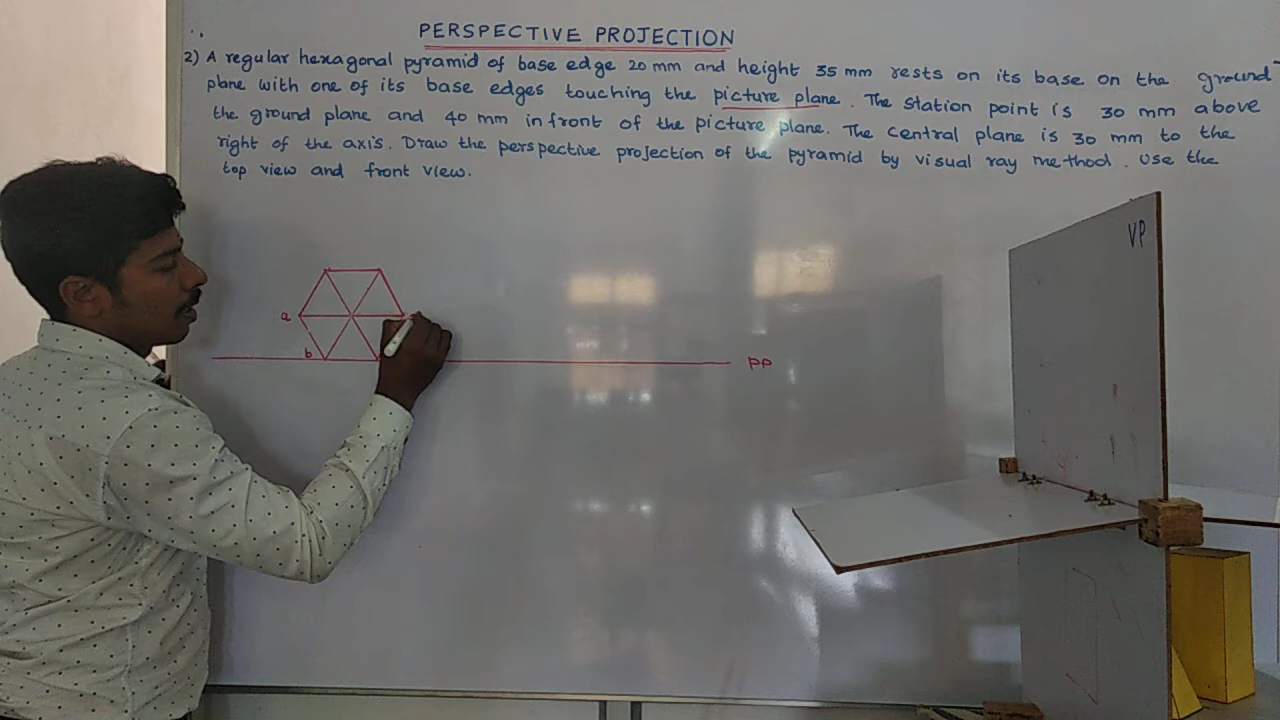 PERSPECTIVE PROJECTION
2) A regular hexagonal pyramid of base edge 20 mm and height 35 mm rests on its base on the ground
plane with one of its base edges touching the picture plane. The station point is 30 mm above
the ground plane and 40 mm infront of the picture plane. The central plane is 30 mm to the
right of the axis. Draw the perspective projection of the pyramid by visual ray method. Use the
top view and front view.
VP
a
b
PP